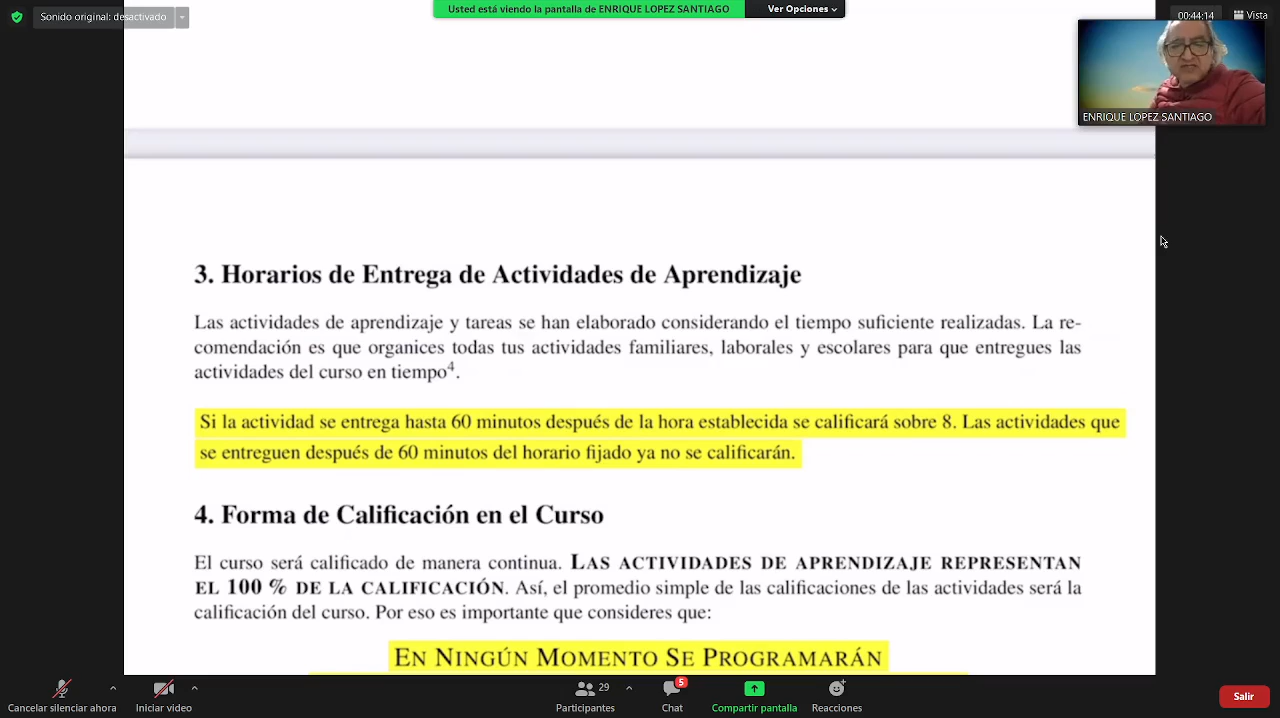 Sonido original: desactivado
Usted está viendo la pantalla de ENRIQUE LOPEZ SANTIAGO
Ver Opciones
00:44:14
Vista
ENRIQUE LOPEZ SANTIAGO
3. Horarios de Entrega de Actividades de Aprendizaje
Las actividades de aprendizaje y tareas se han elaborado considerando el tiempo suficiente realizadas. La re-
comendación es que organices todas tus actividades familiares, laborales y escolares para que entregues las
actividades del curso en tiempo⁴.
Si la actividad se entrega hasta 60 minutos después de la hora establecida se calificará sobre 8. Las actividades que
se entreguen después de 60 minutos del horario fijado ya no se calificarán.
4. Forma de Calificación en el Curso
El curso será calificado de manera continua. LAS ACTIVIDADES DE APRENDIZAJE REPRESENTAN
EL 100 % DE LA CALIFICACIÓN. Así, el promedio simple de las calificaciones de las actividades será la
calificación del curso. Por eso es importante que consideres que:
EN NINGÚN MOMENTO SE PROGRAMARÁN
Cancelar silenciar ahora
Iniciar video
29
Participantes
5
Chat
Compartir pantalla
Reacciones
Salir